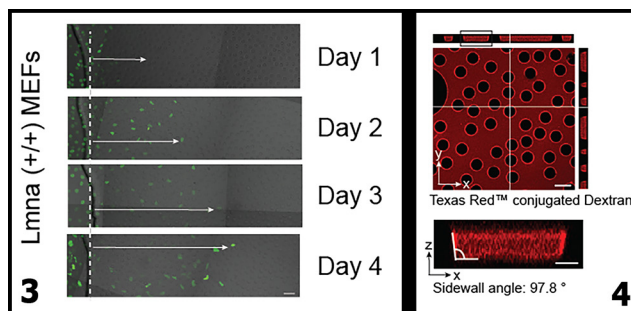 Lmna (+/+) MEFs
Day 1
Day 2
Day 3
Day 4
3
y
x
Texas Red™ conjugated Dextran
z
x
Sidewall angle: 97.8 °
4